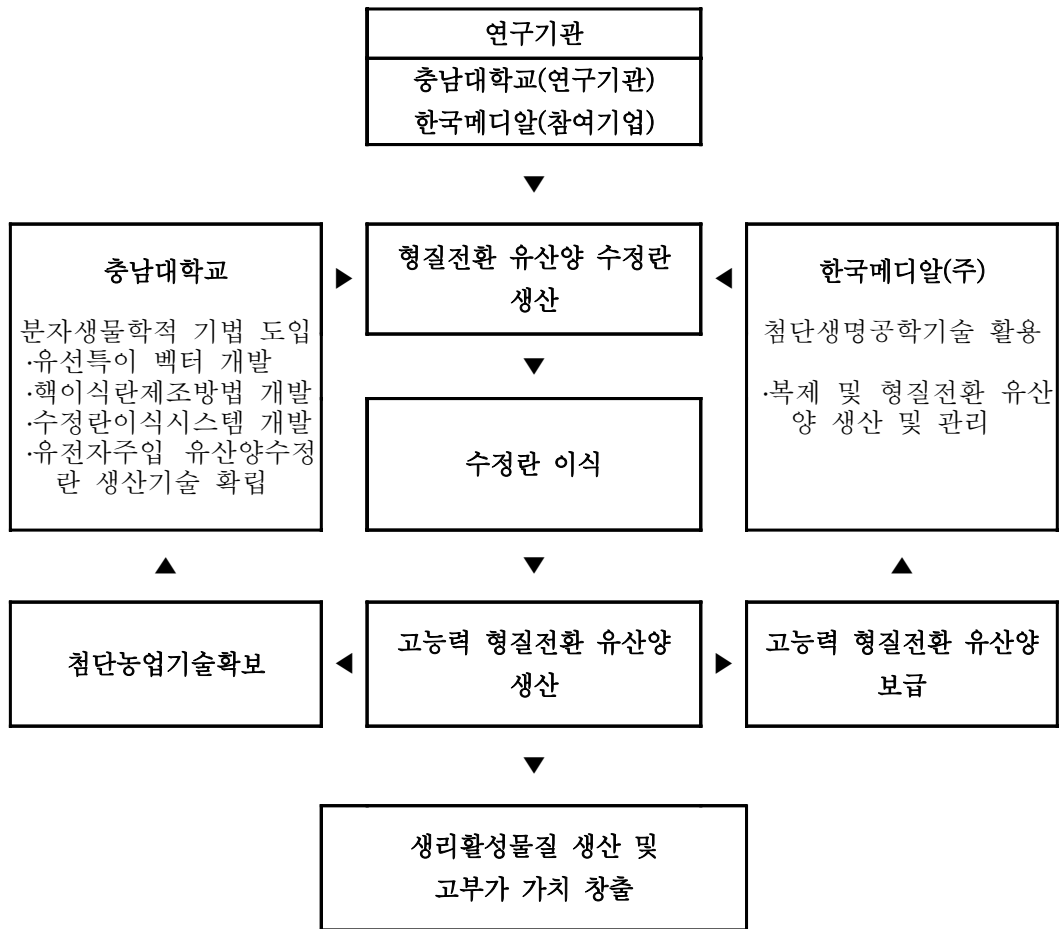 연구기관
충남대학교(연구기관)
한국메디알(참여기업)
▼
충남대학교
분자생물학적 기법 도입
·유선특이 벡터 개발
·핵이식란제조방법 개발
·수정란이식시스템 개발
·유전자주입 유산양수정
란 생산기술 확립
▶
형질전환 유산양 수정란
생산
◀
한국메디알(주)
첨단생명공학기술 활용
·복제 및 형질전환 유산
양 생산 및 관리
▼
수정란 이식
▲
▼
▲
첨단농업기술확보
◀
고능력 형질전환 유산양
생산
▶
고능력 형질전환 유산양
보급
▼
생리활성물질 생산 및
고부가 가치 창출